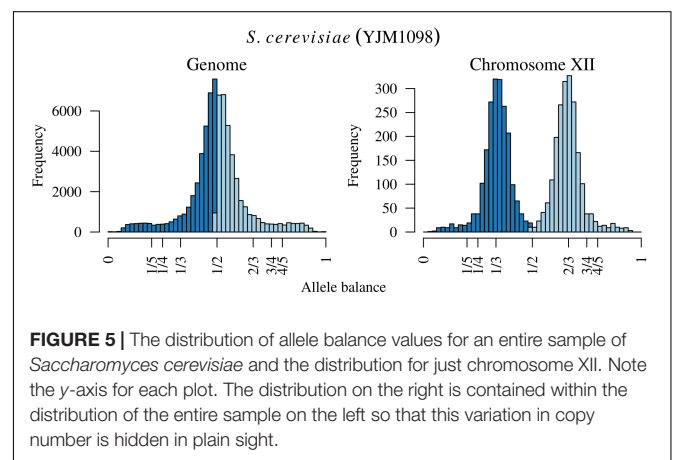 S. cerevisiae (YJM1098)
Genome
Chromosome XII
Frequency
6000
4000
2000
0
0
1/5
1/4
1/3
1/2
2/3
3/4
4/5
1
Frequency
300
250
200
150
100
50
0
0
1/5
1/4
1/3
1/2
2/3
3/4
4/5
1
Allele balance
FIGURE 5 | The distribution of allele balance values for an entire sample of
Saccharomyces cerevisiae and the distribution for just chromosome XII. Note
the y-axis for each plot. The distribution on the right is contained within the
distribution of the entire sample on the left so that this variation in copy
number is hidden in plain sight.